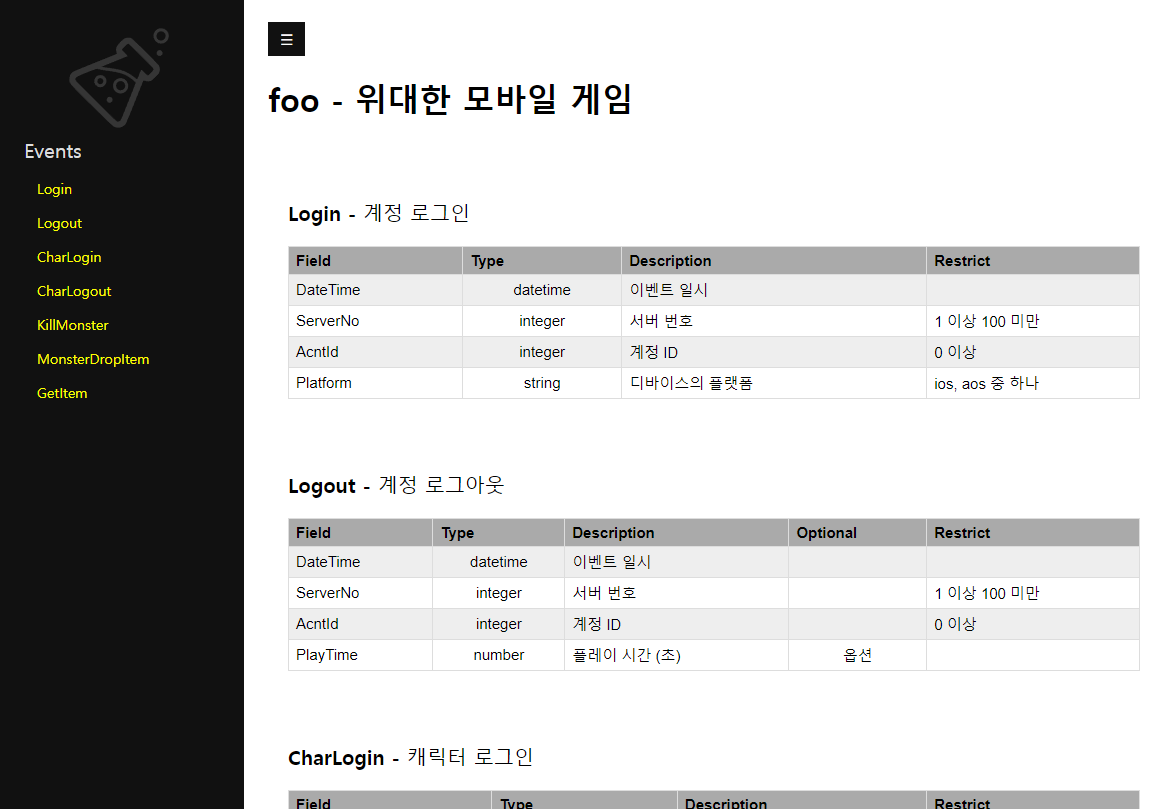 ☰
foo - 위대한 모바일 게임
Events
Login
Logout
CharLogin
CharLogout
KillMonster
MonsterDropItem
GetItem
Login - 계정 로그인
Field Type Description Restrict
DateTime datetime 이벤트 일시
ServerNo integer 서버 번호 1 이상 100 미만
AcntId integer 계정 ID 0 이상
Platform string 디바이스의 플랫폼 ios, aos 중 하나
Logout - 계정 로그아웃
Field Type Description Optional Restrict
DateTime datetime 이벤트 일시
ServerNo integer 서버 번호 1 이상 100 미만
AcntId integer 계정 ID 0 이상
PlayTime number 플레이 시간 (초) 옵션
CharLogin - 캐릭터 로그인
Field Type Description Restrict